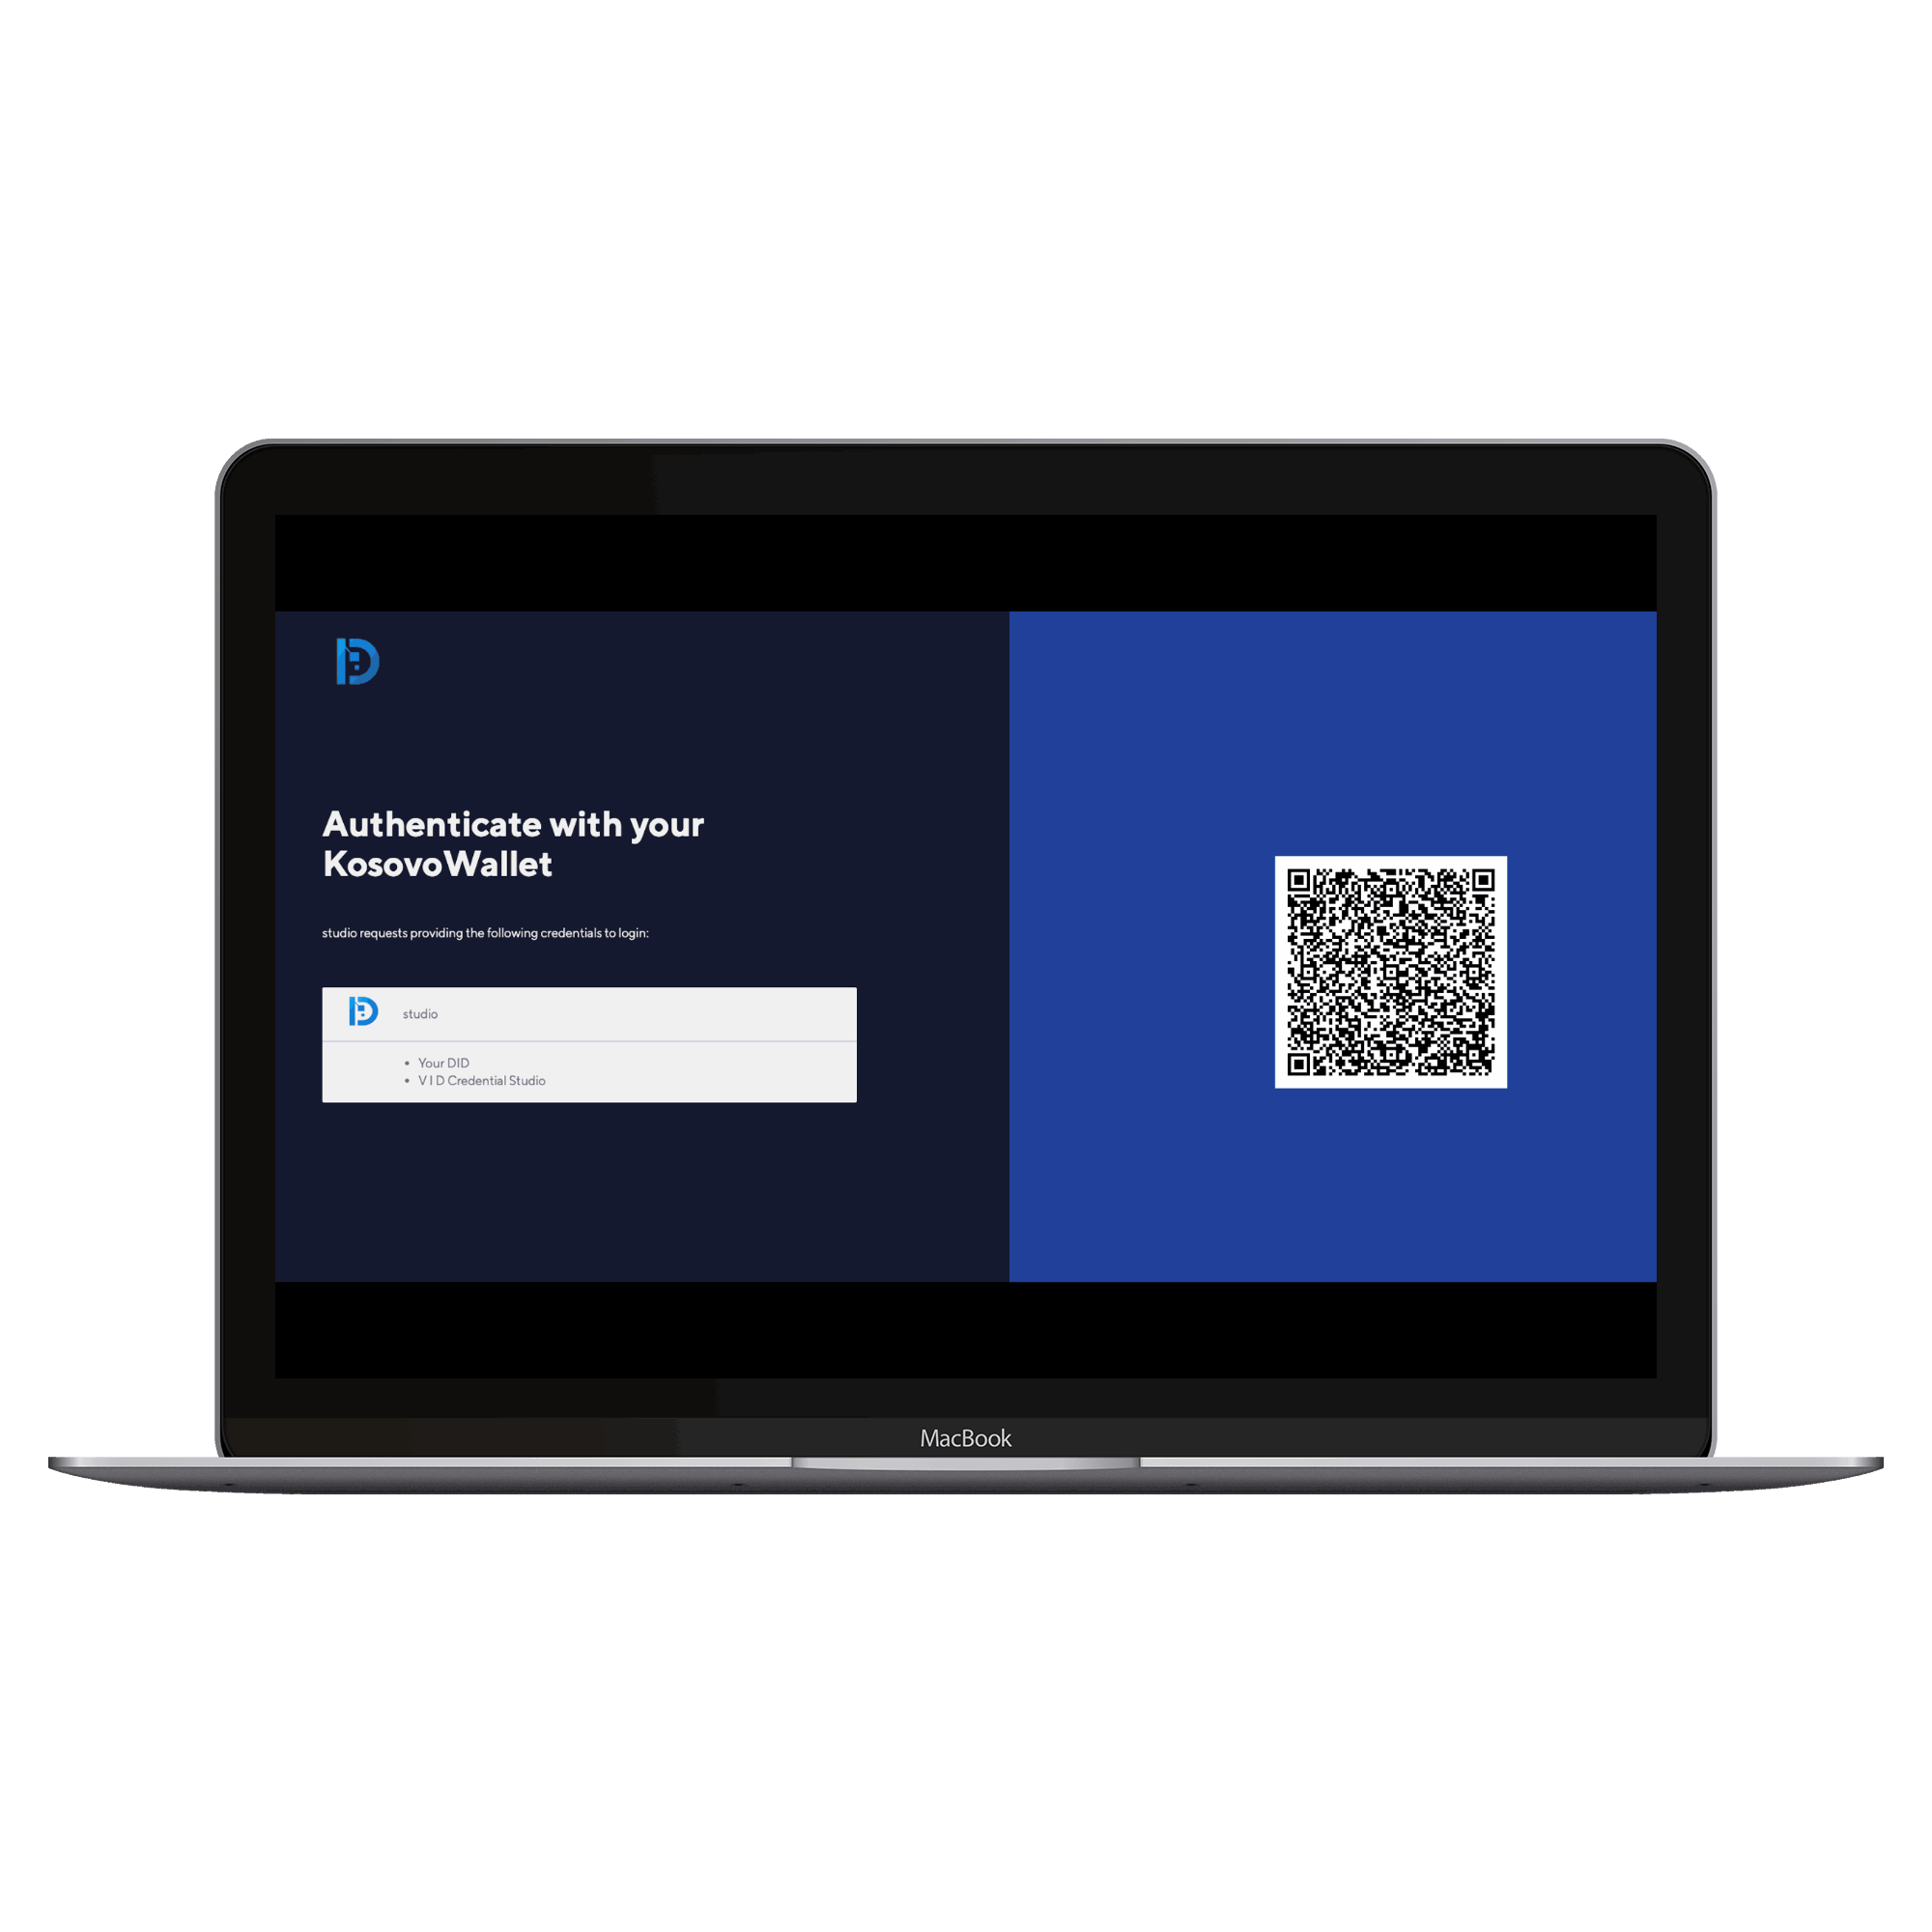 Authenticate with your
KosovoWallet
studio requests providing the following credentials to login:
studio
• Your DID
• V I D Credential Studio
MacBook